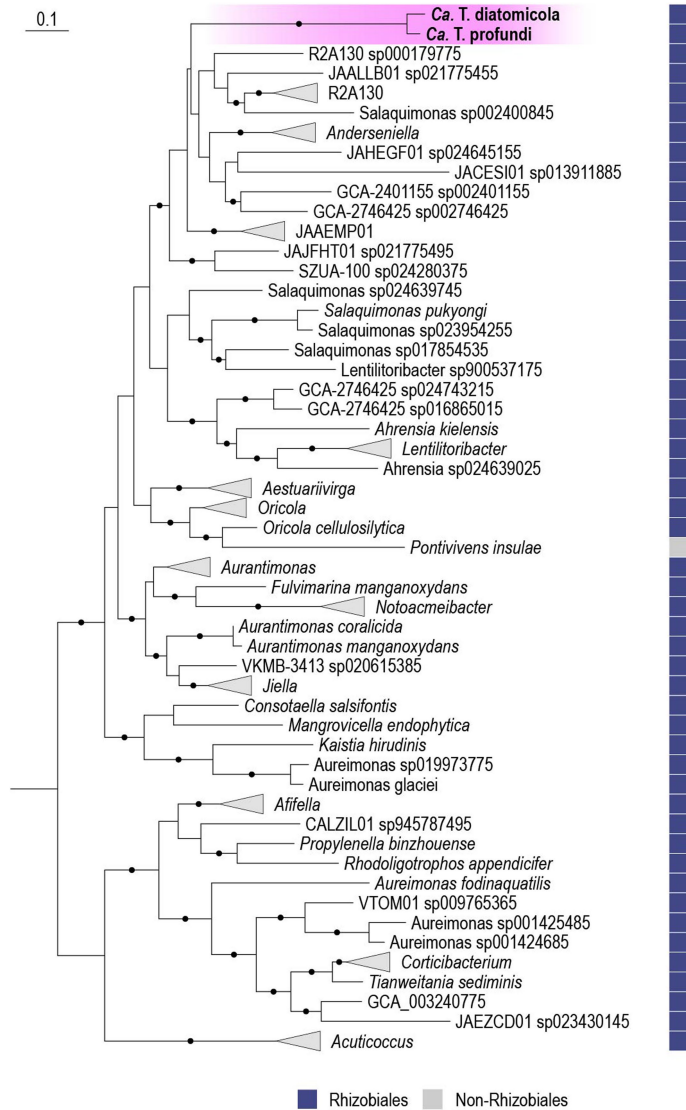 0.1
Ca. T. diatomicola
Ca. T. profundi
R2A130 sp000179775
JAALLB01 sp021775455
R2A130
Salaquimonas sp002400845
Anderseniella
JAHEGF01 sp024645155
JACESI01 sp013911885
GCA-2401155 sp002401155
GCA-2746425 sp002746425
JAAEMP01
JAJFHT01 sp021775495
SZUA-100 sp024280375
Salaquimonas sp024639745
Salaquimonas pukyongi
Salaquimonas sp023954255
Salaquimonas sp017854535
Lentilitoribacter sp900537175
GCA-2746425 sp024743215
GCA-2746425 sp016865015
Ahrensia kielensis
Lentilitoribacter
Ahrensia sp024639025
Aestuariivirga
Oricola
Oricola cellulosilytica
Pontivivens insulae
Aurantimonas
Fulvimarina manganoxydans
Notoacmeibacter
Aurantimonas coralicida
Aurantimonas manganoxydans
VKMB-3413 sp020615385
Jiella
Consotaella salsifontis
Mangrovicella endophytica
Kaistia hirudinis
Aureimonas sp019973775
Aureimonas glaciei
Afifella
CALZIL01 sp945787495
Propylenella binzhouense
Rhodoligotrophos appendicifer
Aureimonas fodinaquatilis
VTOM01 sp009765365
Aureimonas sp001425485
Aureimonas sp001424685
Corticibacterium
Tianweitania sediminis
GCA_003240775
JAEZCD01 sp023430145
Acuticoccus
Rhizobiales Non-Rhizobiales